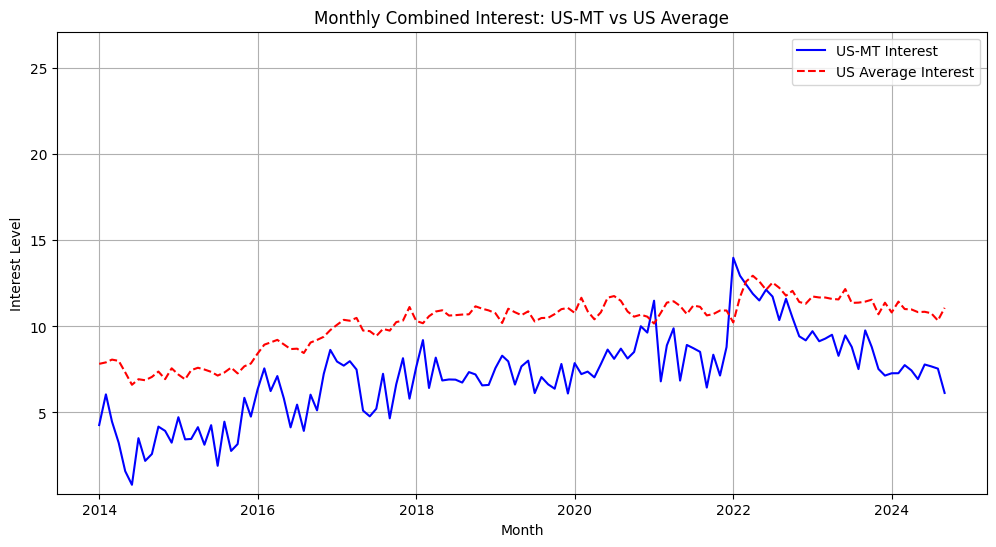 Monthly Combined Interest: US-MT vs US Average
US-MT Interest
US Average Interest
25
20
15
10
5
Interest Level
2014 2016 2018 2020 2022 2024
Month